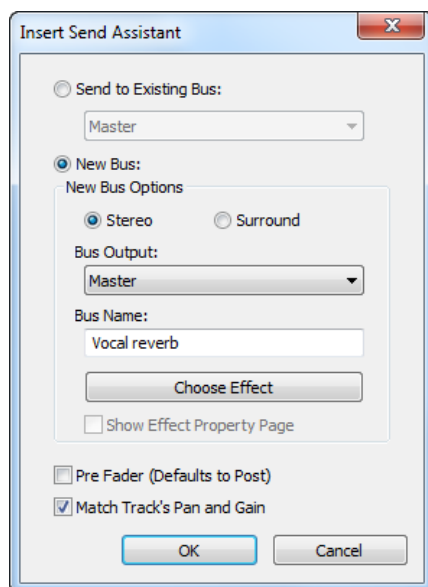 Insert Send Assistant
Send to Existing Bus:
Master
New Bus:
New Bus Options
Stereo Surround
Bus Output:
Master
Bus Name:
Vocal reverb
Choose Effect
Show Effect Property Page
Pre Fader (Defaults to Post)
Match Track's Pan and Gain
OK Cancel